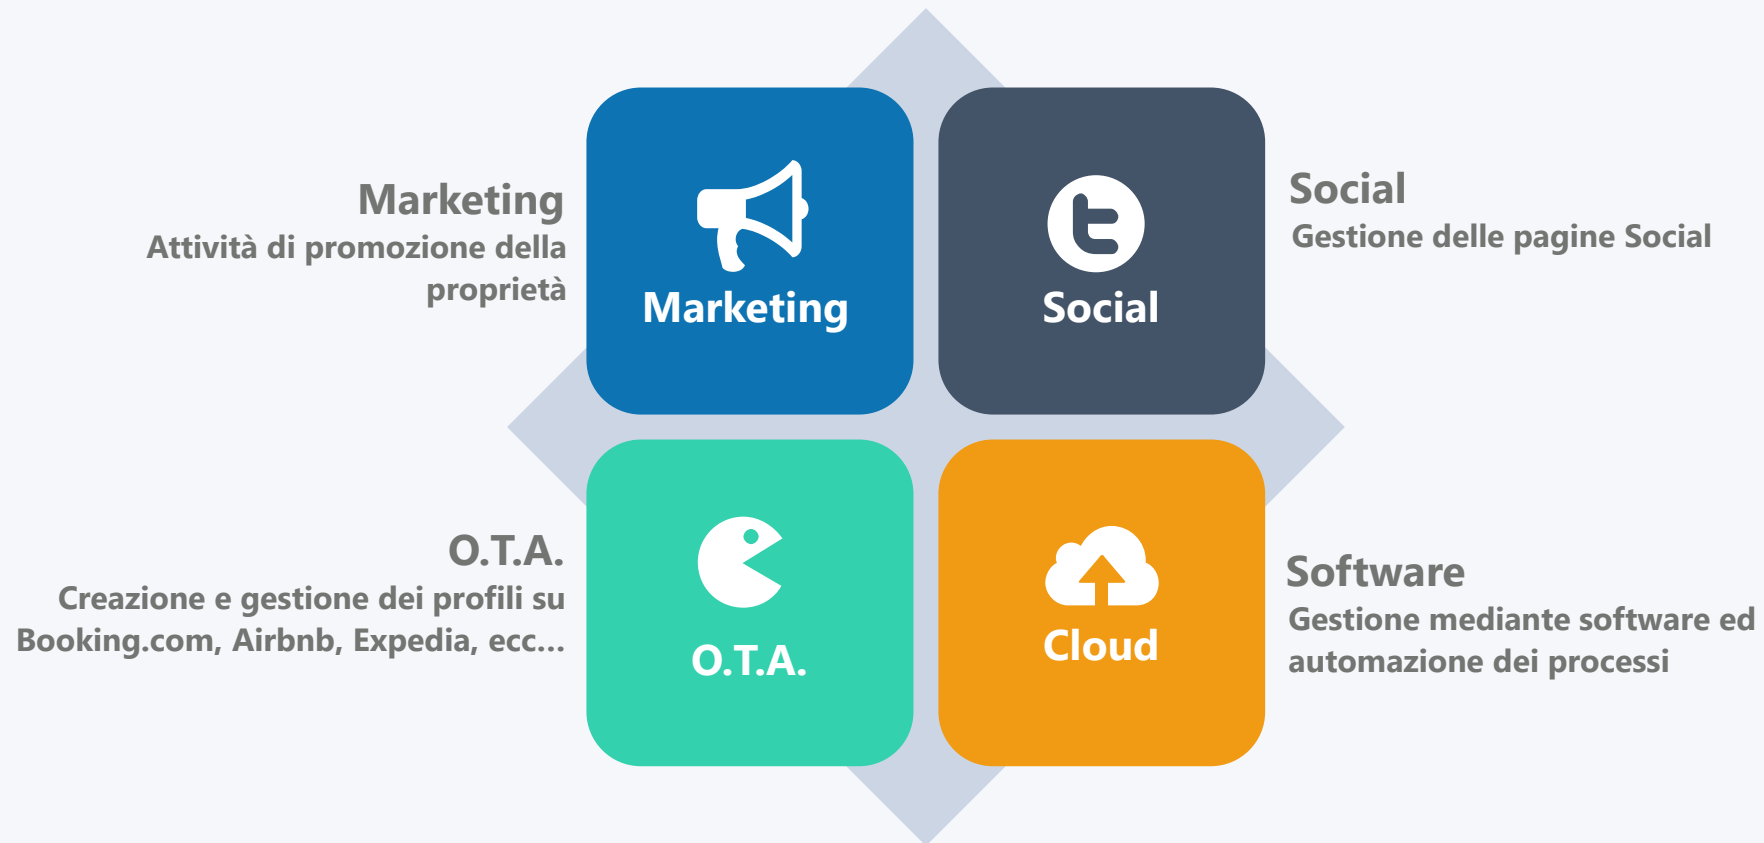 Marketing
Attività di promozione della
proprietà
Marketing
Social
Social
Gestione delle pagine Social
O.T.A.
Creazione e gestione dei profili su
Booking.com, Airbnb, Expedia, ecc...
O.T.A.
Cloud
Software
Gestione mediante software ed
automazione dei processi